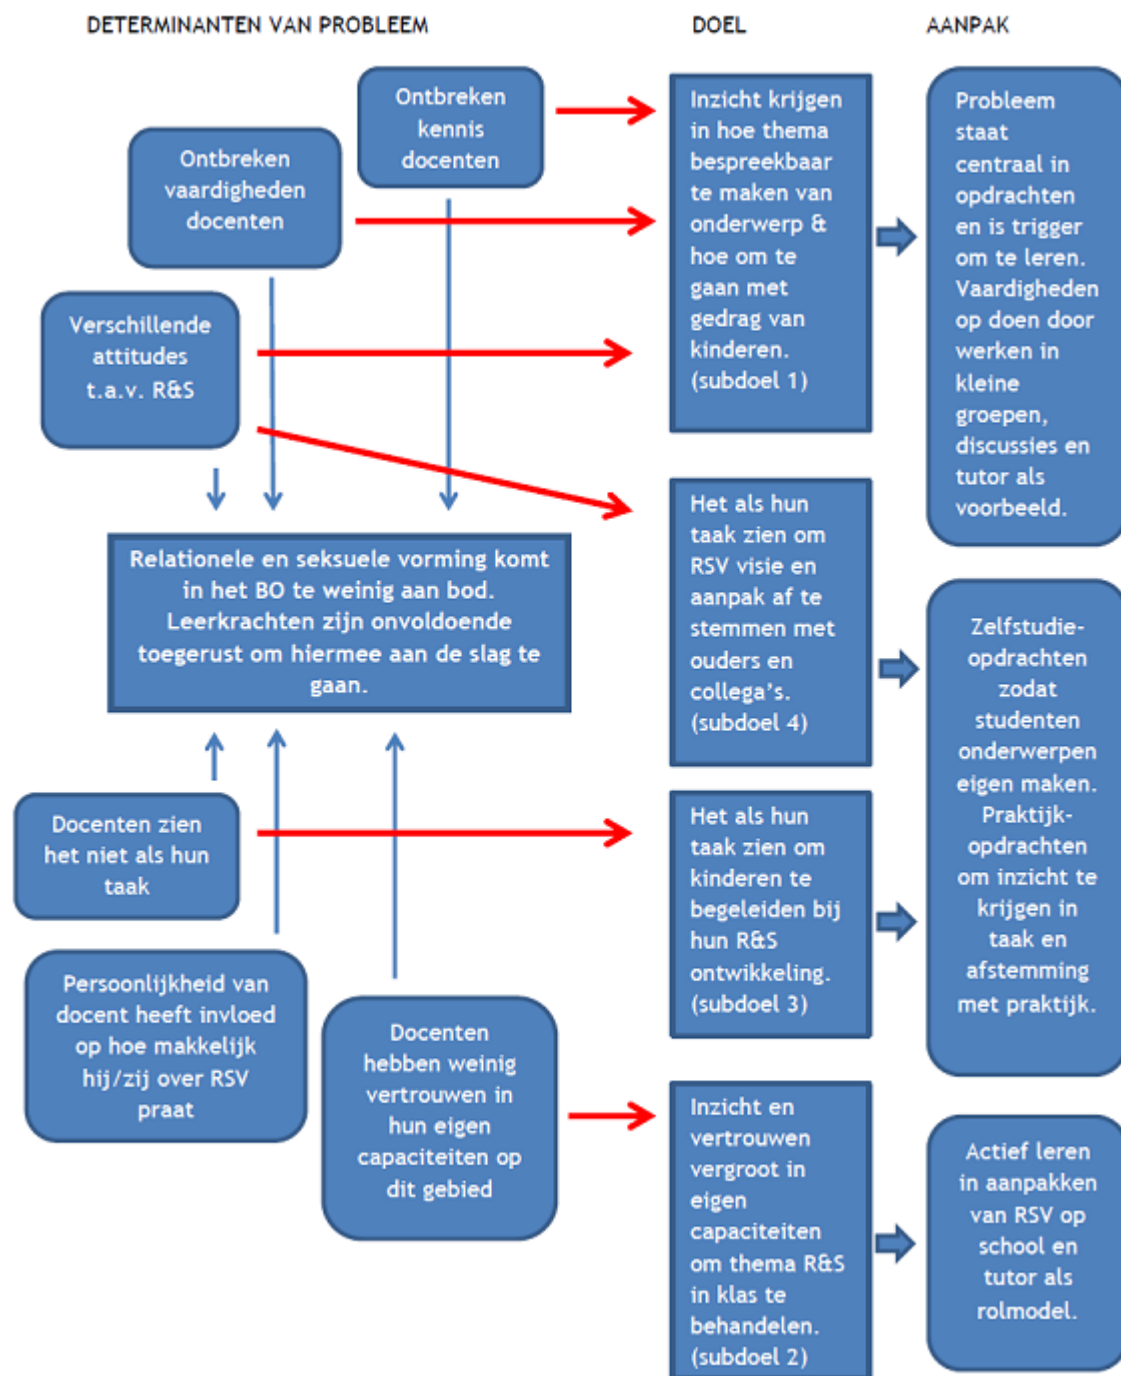 DETERMINANTEN VAN PROBLEEM
DOEL
AANPAK
Ontbreken
kennis
docenten
Ontbreken
vaardigheden
docenten
Verschillende
attitudes
t.a.v. R&S
Relationele en seksuele vorming komt
in het BO te weinig aan bod.
Leerkrachten zijn onvoldoende
toegerust om hiermee aan de slag te
gaan.
Docenten zien
het niet als hun
taak
Persoonlijkheid van
docent heeft invloed
op hoe makkelijk
hij/zij over RSV
praat
Docenten
hebben weinig
vertrouwen in
hun eigen
capaciteiten op
dit gebied
Inzicht krijgen
in hoe thema
bespreekbaar
te maken van
onderwerp &
hoe om te
gaan met
gedrag van
kinderen.
(subdoel 1)
Het als hun
taak zien om
RSV visie en
aanpak af te
stemmen met
ouders en
collega's.
(subdoel 4)
Het als hun
taak zien om
kinderen te
begeleiden bij
hun R&S
ontwikkeling.
(subdoel 3)
Inzicht en
vertrouwen
vergroot in
eigen
capaciteiten
om thema R&S
in klas te
behandelen.
(subdoel 2)
Probleem
staat
centraal in
opdrachten
en is trigger
om te leren.
Vaardigheden
op doen door
werken in
kleine
groepen,
discussies en
tutor als
voorbeeld.
Zelfstudie-
opdrachten
zodat
studenten
onderwerpen
eigen maken.
Praktijk-
opdrachten
om inzicht te
krijgen in
taak en
afstemming
met praktijk.
Actief leren
in aanpakken
van RSV op
school en
tutor als
rolmodel.